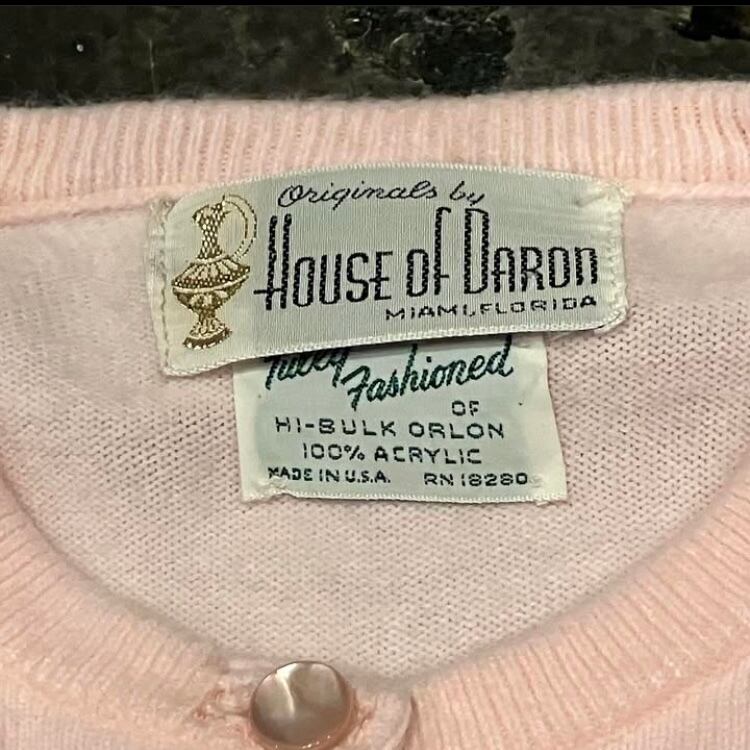 Originals by
HOUSE OF DARON
MIAMI, FLORIDA
Fashioned
OF
HI-BULK ORLON
100% ACRYLIC
MADE IN U.S.A. RN 18280